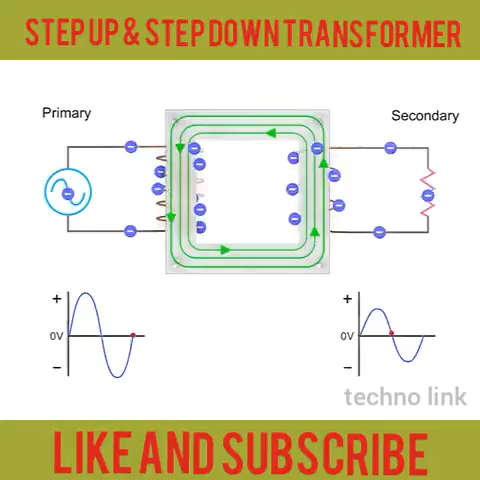 STEP UP & STEP DOWN TRANSFORMER
Primary
Secondary
+
+
0V
0V
−
−
techno link
LIKE AND SUBSCRIBE